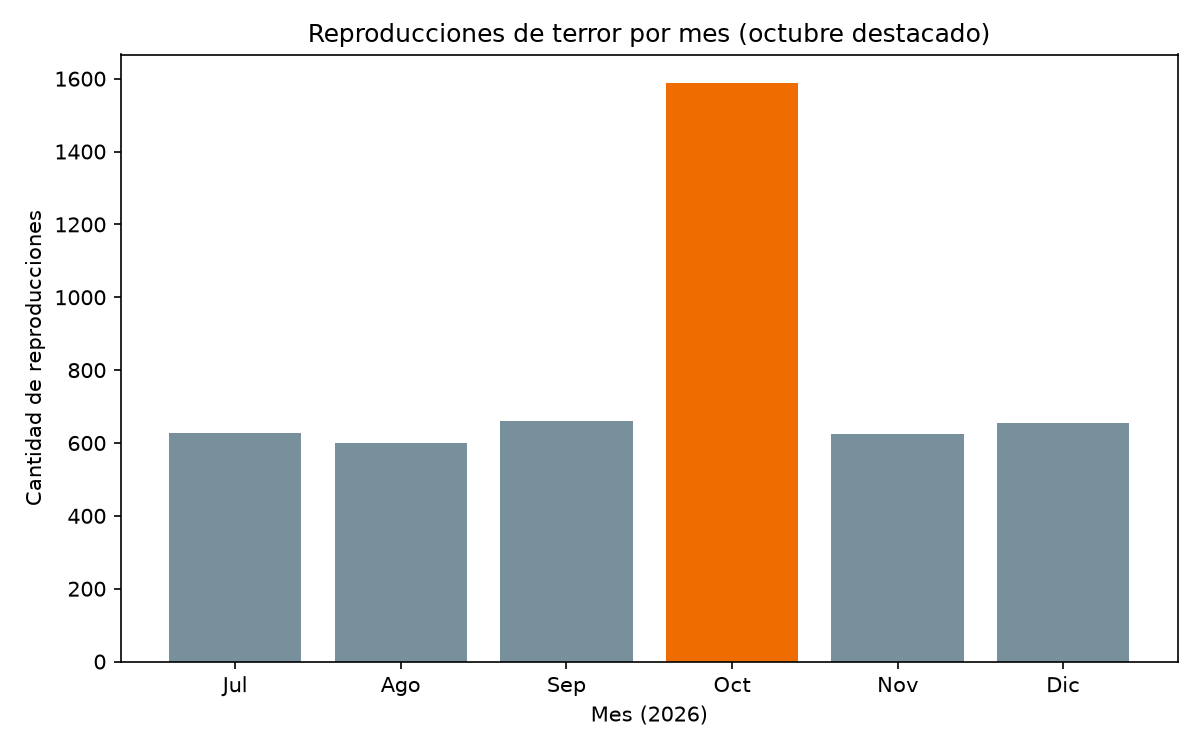 Reproducciones de terror por mes (octubre destacado)
Cantidad de reproducciones
1600
1400
1200
1000
800
600
400
200
0
Jul Ago Sep Oct Nov Dic
Mes (2026)